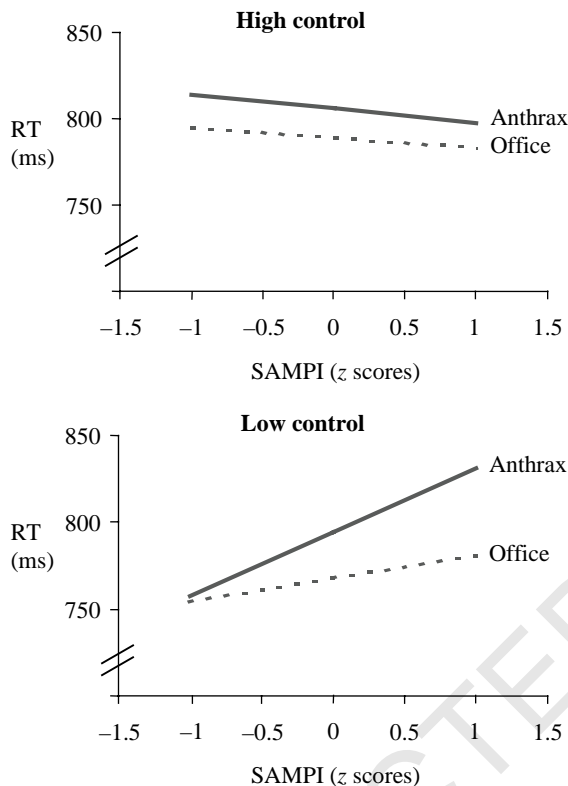 High control
850
800
750
RT
(ms)
Anthrax
Office
–1.5 –1 –0.5 0 0.5 1 1.5
SAMPI (z scores)
Low control
850
800
750
RT
(ms)
Anthrax
Office
–1.5 –1 –0.5 0 0.5 1 1.5
SAMPI (z scores)
CTE